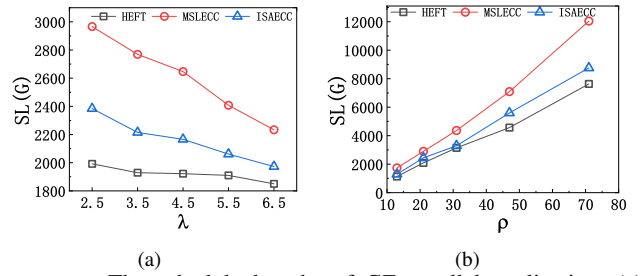 HEFT MSLECC ISAECC
3000
2800
2600
2400
2200
2000
1800
SL(G)
2.5 3.5 4.5 5.5 6.5
λ
(a)
HEFT MSLECC ISAECC
12000
10000
8000
6000
4000
2000
0
SL(G)
10 20 30 40 50 60 70 80
ρ
(b)